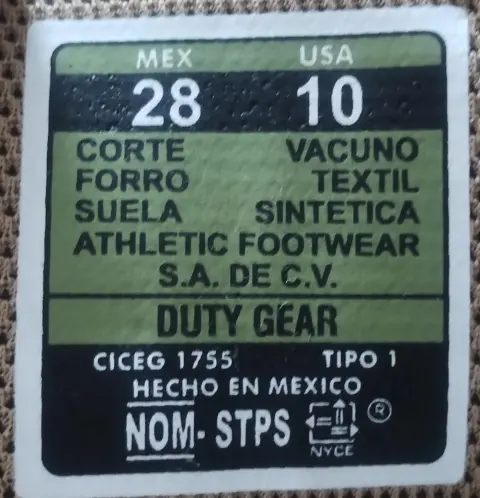 MEX USA
28 10
CORTE VACUNO
FORRO TEXTIL
SUELA SINTETICA
ATHLETIC FOOTWEAR
S.A. DE C.V.
DUTY GEAR
CICEG 1755 TIPO 1
HECHO EN MEXICO
NOM- STPS ®
NYCE